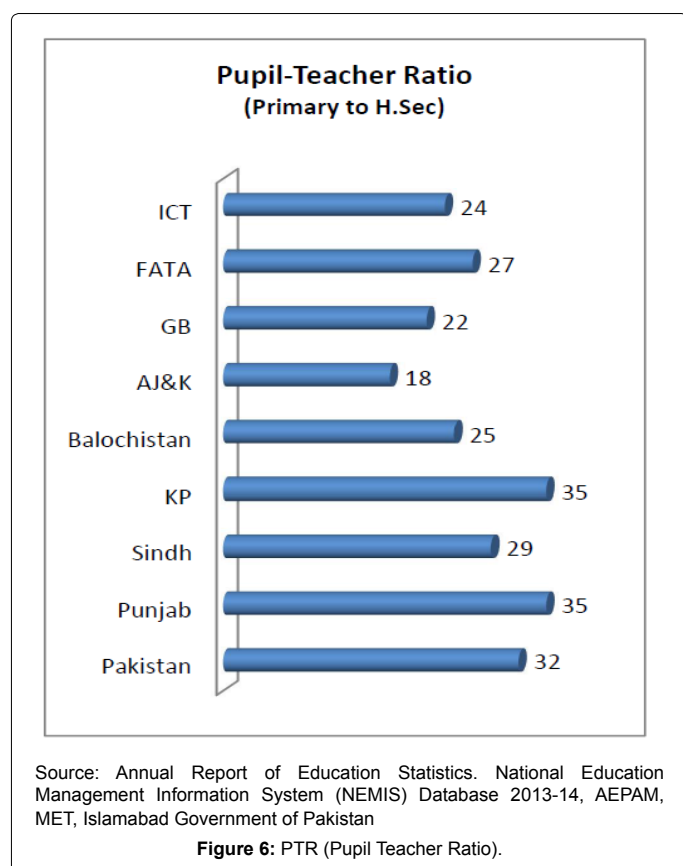 Pupil-Teacher Ratio
(Primary to H.Sec)
ICT 24
FATA 27
GB 22
AJ&K 18
Balochistan 25
KP 35
Sindh 29
Punjab 35
Pakistan 32
Source: Annual Report of Education Statistics. National Education
Management Information System (NEMIS) Database 2013-14, AEPAM,
MET, Islamabad Government of Pakistan
Figure 6: PTR (Pupil Teacher Ratio).